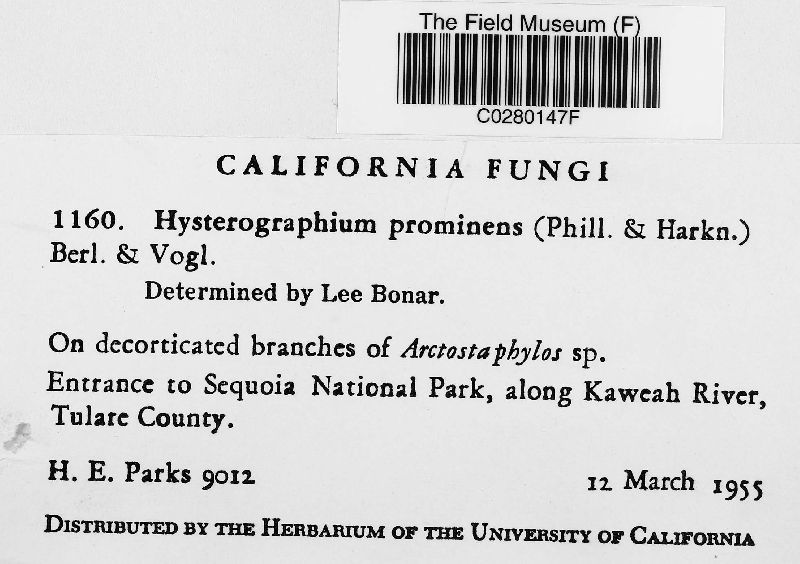 The Field Museum (F)
C0280147F
CALIFORNIA FUNGI
1160. Hysterographium prominens (Phill. & Harkn.)
Berl. & Vogl.
Determined by Lee Bonar.
On decorticated branches of Arctostaphylos sp.
Entrance to Sequoia National Park, along Kaweah River,
Tulare County.
H. E. Parks 9012 12 March 1955
DISTRIBUTED BY THE HERBARIUM OF THE UNIVERSITY OF CALIFORNIA